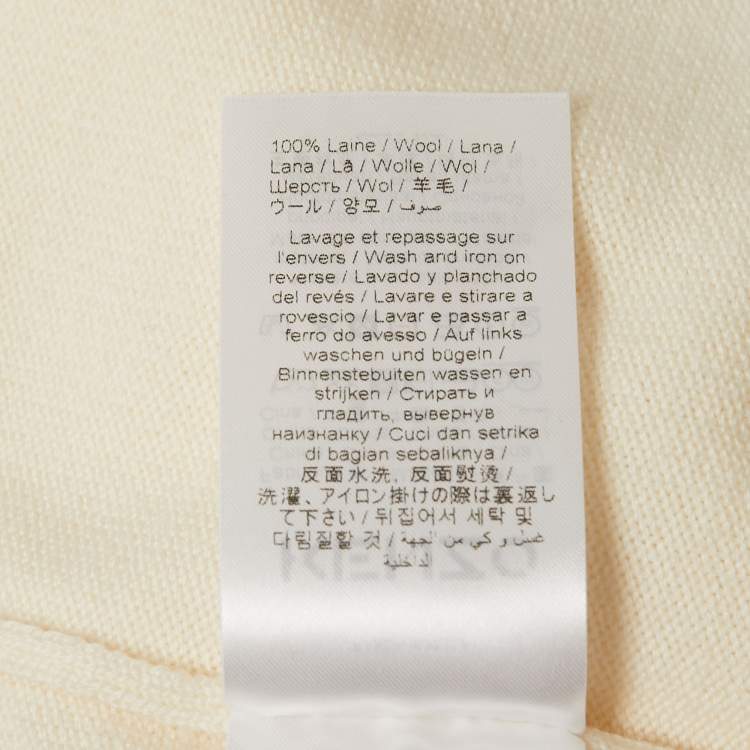 100% Laine / Wool / Lana /
Lana / Lã / Wolle / Wol /
Шерсть / Wol / 羊毛 /
ウール / 양모 / صوف
Lavage et repassage sur
l'envers / Wash and iron on
reverse / Lavado y planchado
del revés / Lavare e stirare a
rovescio / Lavar e passar a
ferro do avesso / Auf links
waschen und bügeln /
Binnenstebuiten wassen en
strijken / Стирать и
гладить, вывернув
наизнанку / Cuci dan setrika
di bagian sebaliknya /
反面水洗, 反面熨烫 /
洗濯、アイロン掛けの際は裏返し
て下さい / 뒤집어서 세탁 및
다림질할 것 / غسل و كي من الجهة
الداخلية